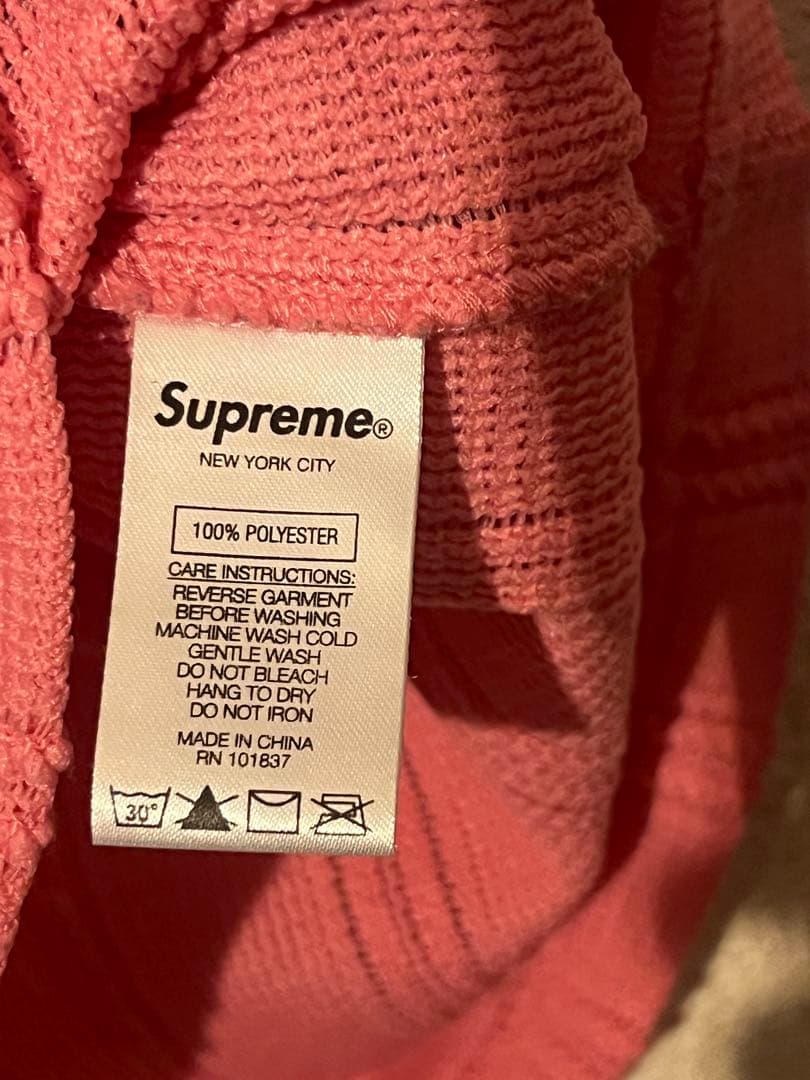 Supreme®
NEW YORK CITY
100% POLYESTER
CARE INSTRUCTIONS:
REVERSE GARMENT
BEFORE WASHING
MACHINE WASH COLD
GENTLE WASH
DO NOT BLEACH
HANG TO DRY
DO NOT IRON
MADE IN CHINA
RN 101837
30°